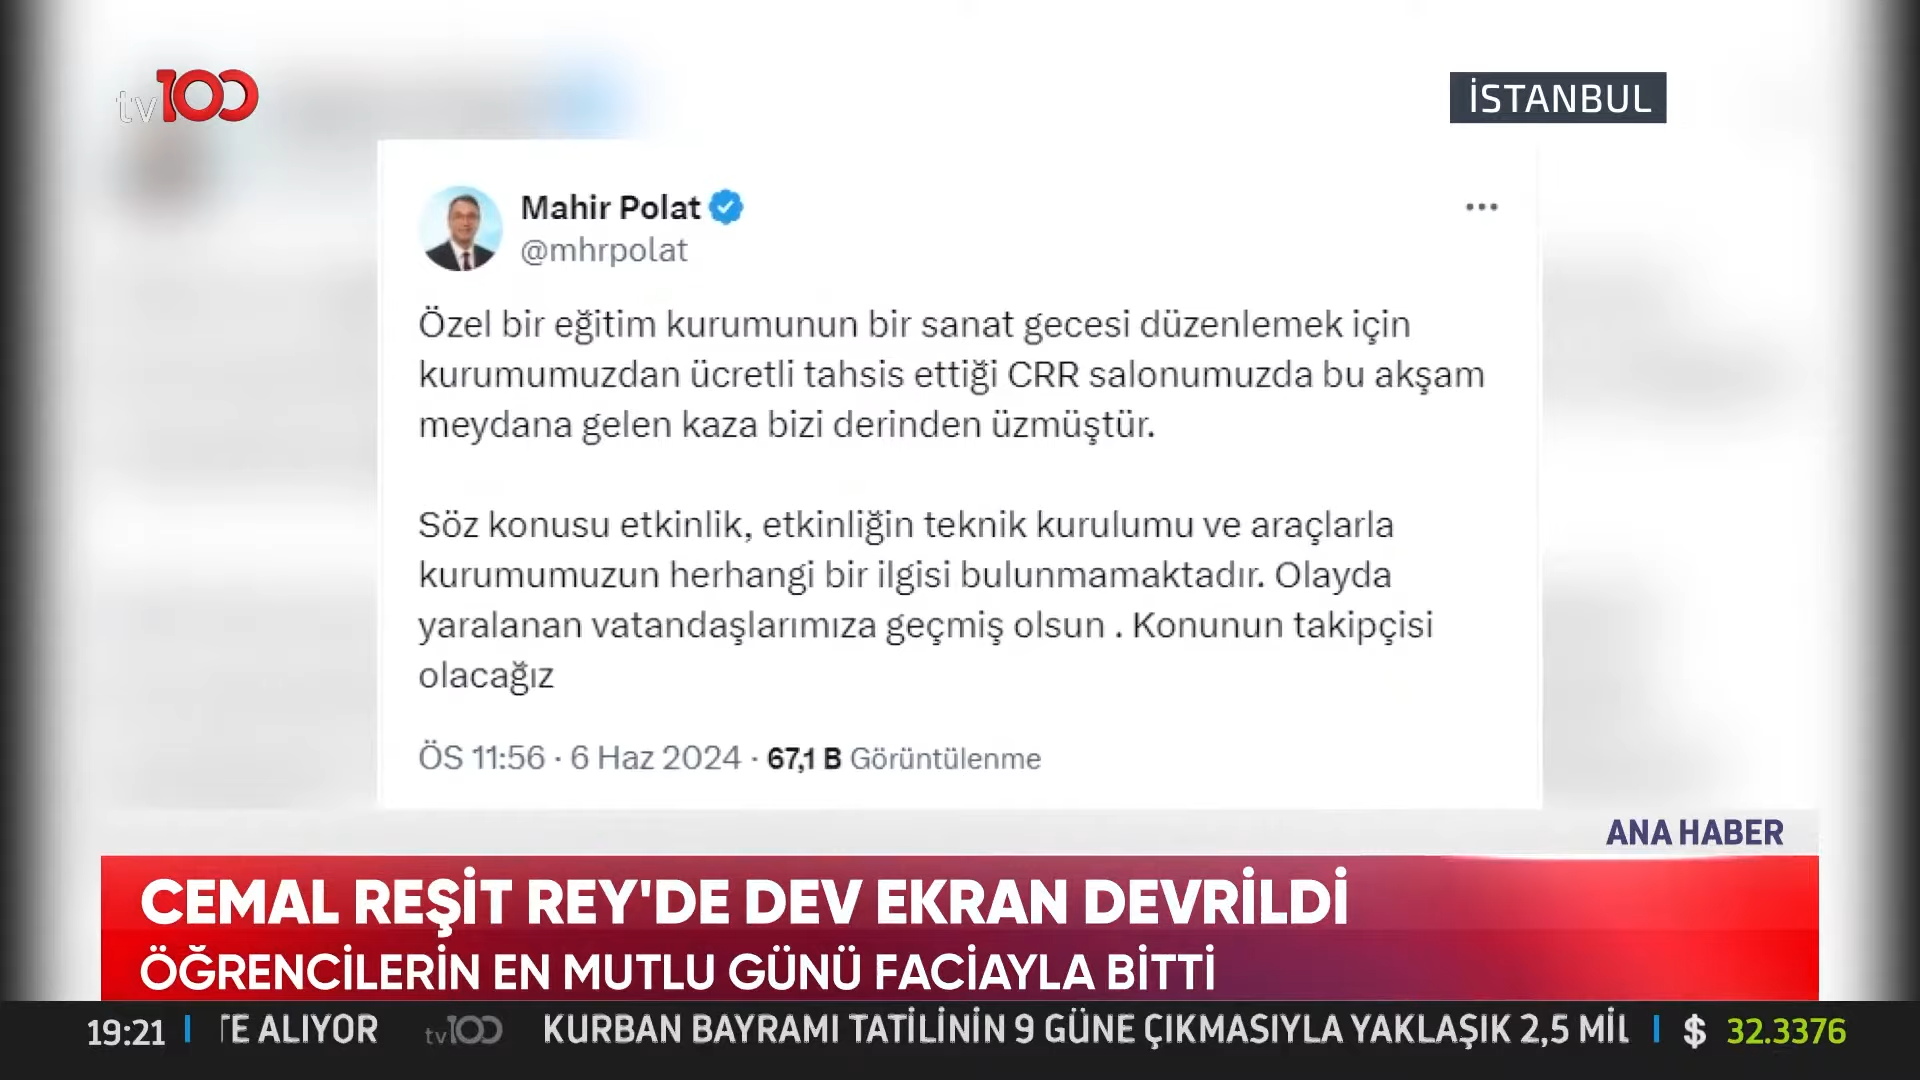 tv100
İSTANBUL
Mahir Polat
@mhrpolat
Özel bir eğitim kurumunun bir sanat gecesi düzenlemek için
kurumumuzdan ücretli tahsis ettiği CRR salonumuzda bu akşam
meydana gelen kaza bizi derinden üzmüştür.
Söz konusu etkinlik, etkinliğin teknik kurulumu ve araçlarla
kurumumuzun herhangi bir ilgisi bulunmamaktadır. Olayda
yaralanan vatandaşlarımıza geçmiş olsun . Konunun takipçisi
olacağız
ÖS 11:56 · 6 Haz 2024 · 67,1 B Görüntülenme
ANA HABER
CEMAL REŞİT REY'DE DEV EKRAN DEVRİLDİ
ÖĞRENCİLERİN EN MUTLU GÜNÜ FACİAYLA BİTTİ
19:21 TE ALIYOR tv100 KURBAN BAYRAMI TATİLİNİN 9 GÜNE ÇIKMASIYLA YAKLAŞIK 2,5 MİL $ 32.3376